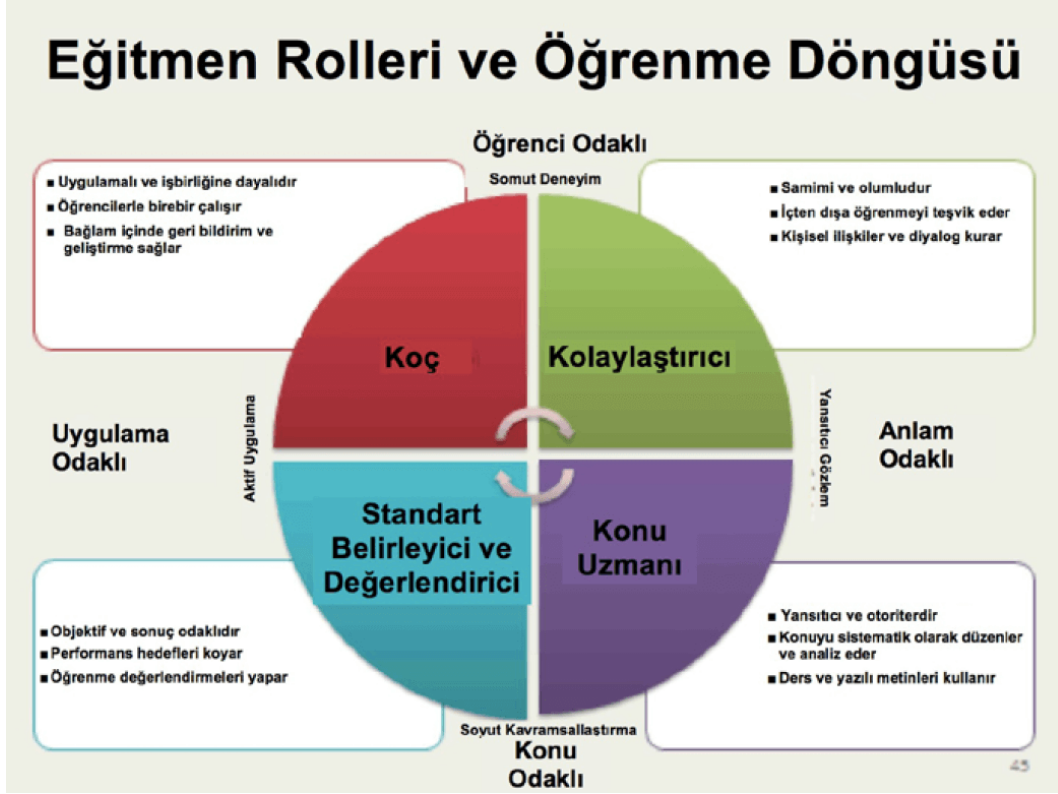 Eğitmen Rolleri ve Öğrenme Döngüsü
Öğrenci Odaklı
Somut Deneyim
■ Uygulamalı ve işbirliğine dayalıdır
■ Öğrencilerle birebir çalışır
■ Bağlam içinde geri bildirim ve
geliştirme sağlar
■ Samimi ve olumludur
■ İçten dışa öğrenmeyi teşvik eder
■ Kişisel ilişkiler ve diyalog kurar
Koç
Kolaylaştırıcı
Uygulama
Odaklı
Aktif Uygulama
Yansıtıcı Gözlem
Anlam
Odaklı
Standart
Belirleyici ve
Değerlendirici
Konu
Uzmanı
■ Objektif ve sonuç odaklıdır
■ Performans hedefleri koyar
■ Öğrenme değerlendirmeleri yapar
■ Yansıtıcı ve otoriterdir
■ Konuyu sistematik olarak düzenler
ve analiz eder
■ Ders ve yazılı metinleri kullanır
Soyut Kavramsallaştırma
Konu
Odaklı
45